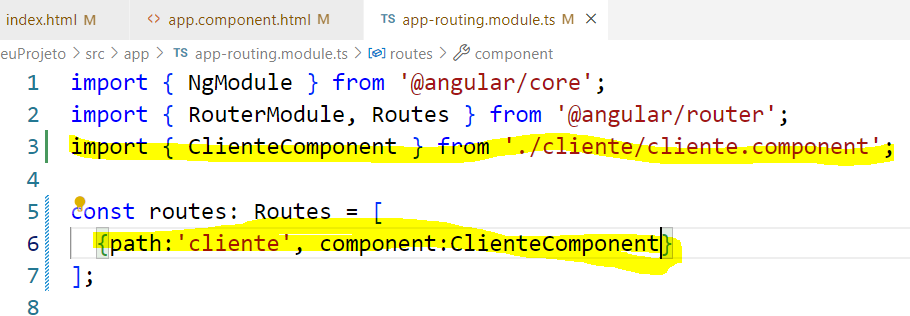 index.html M
<> app.component.html M
TS app-routing.module.ts M ×
euProjeto > src > app > TS app-routing.module.ts > routes > component
1 import { NgModule } from '@angular/core';
2 import { RouterModule, Routes } from '@angular/router';
3 import { ClienteComponent } from './cliente/cliente.component';
4
5 const routes: Routes = [
6 {path:'cliente', component:ClienteComponent}
7 ];
8